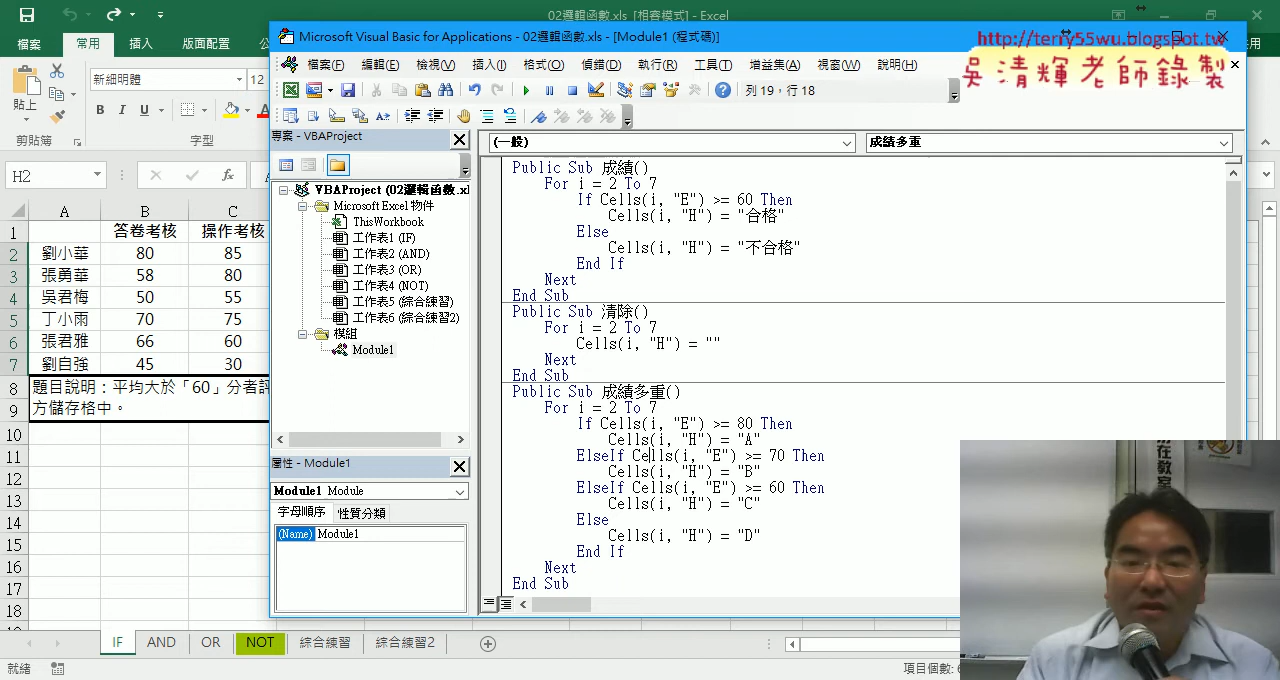 02邏輯函數.xls [相容模式] - Excel
檔案 常用 插入 版面配置
新細明體 12
貼上
B I U
剪貼簿 字型
H2
A B C
1 答卷考核 操作考核
2 劉小華 80 85
3 張勇華 58 80
4 吳君梅 50 55
5 丁小雨 70 75
6 張君雅 66 60
7 劉自強 45 30
8 題目說明：平均大於「60」分者評
9 方儲存格中。
10
11
12
13
14
15
16
17
18
IF AND OR NOT 綜合練習 綜合練習2
就緒 項目個數:
Microsoft Visual Basic for Applications - 02邏輯函數.xls - [Module1 (程式碼)]
檔案(F) 編輯(E) 檢視(V) 插入(I) 格式(O) 偵錯(D) 執行(R) 工具(T) 增益集(A) 視窗(W) 說明(H)
列 19，行 18
專案 - VBAProject
VBAProject (02邏輯函數.xl
Microsoft Excel 物件
ThisWorkbook
工作表1 (IF)
工作表2 (AND)
工作表3 (OR)
工作表4 (NOT)
工作表5 (綜合練習)
工作表6 (綜合練習2)
模組
Module1
屬性 - Module1
Module1 Module
字母順序 性質分類
(Name) Module1
(一般) 成績多重
Public Sub 成績()
For i = 2 To 7
If Cells(i, "E") >= 60 Then
Cells(i, "H") = "合格"
Else
Cells(i, "H") = "不合格"
End If
Next
End Sub
Public Sub 清除()
For i = 2 To 7
Cells(i, "H") = ""
Next
End Sub
Public Sub 成績多重()
For i = 2 To 7
If Cells(i, "E") >= 80 Then
Cells(i, "H") = "A"
ElseIf Cells(i, "E") >= 70 Then
Cells(i, "H") = "B"
ElseIf Cells(i, "E") >= 60 Then
Cells(i, "H") = "C"
Else
Cells(i, "H") = "D"
End If
Next
End Sub
http://terry55wu.blogspot.tw
吳清輝老師錄製
在教室